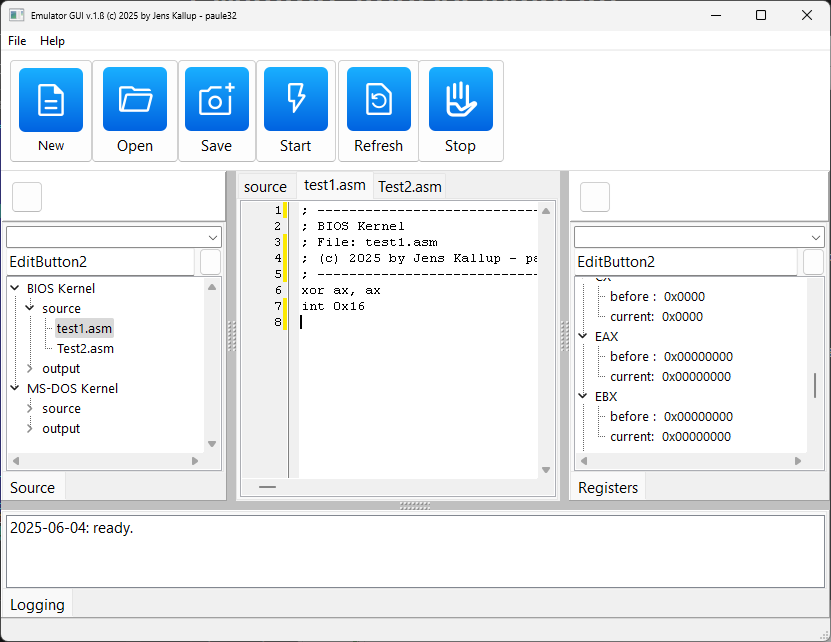 Emulator GUI v.1.ß (c) 2025 by Jens Kallup - paule32
File Help
New Open Save Start Refresh Stop
source test1.asm Test2.asm
EditButton2
BIOS Kernel
source
test1.asm
Test2.asm
output
MS-DOS Kernel
source
output
Source
1 ; ----------------------------
2 ; BIOS Kernel
3 ; File: test1.asm
4 ; (c) 2025 by Jens Kallup - pa
5 ; ----------------------------
6 xor ax, ax
7 int 0x16
8
EditButton2
CX
before : 0x0000
current: 0x0000
EAX
before : 0x00000000
current: 0x00000000
EBX
before : 0x00000000
current: 0x00000000
Registers
2025-06-04: ready.
Logging